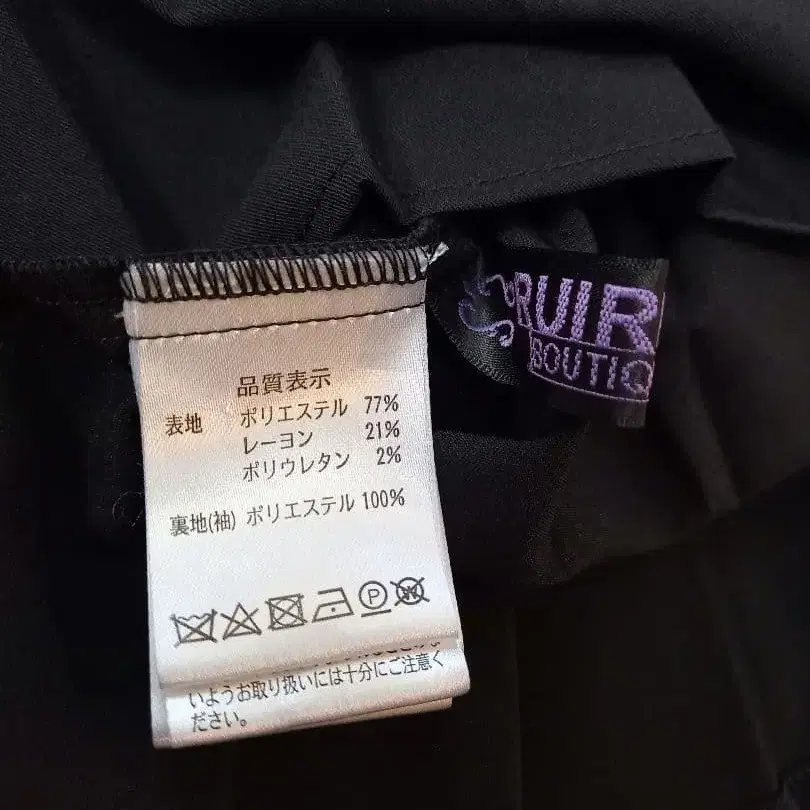 品質表示
表地 ポリエステル 77%
レーヨン 21%
ポリウレタン 2%
裏地(袖) ポリエステル 100%
P W
いようお取り扱いには十分にご注意く
ださい。
RUIR
BOUTIQ